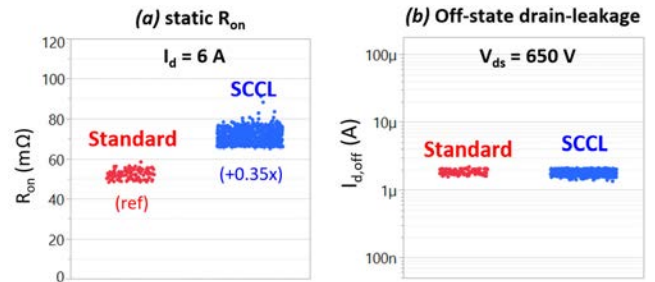 (a) static Ron
Id = 6 A
SCCL
Standard
(+0.35x)
(ref)
Ron (mΩ)
120
100
80
60
40
20
0
(b) Off-state drain-leakage
Vds = 650 V
Standard
SCCL
Id,off (A)
100µ
10µ
1µ
100n